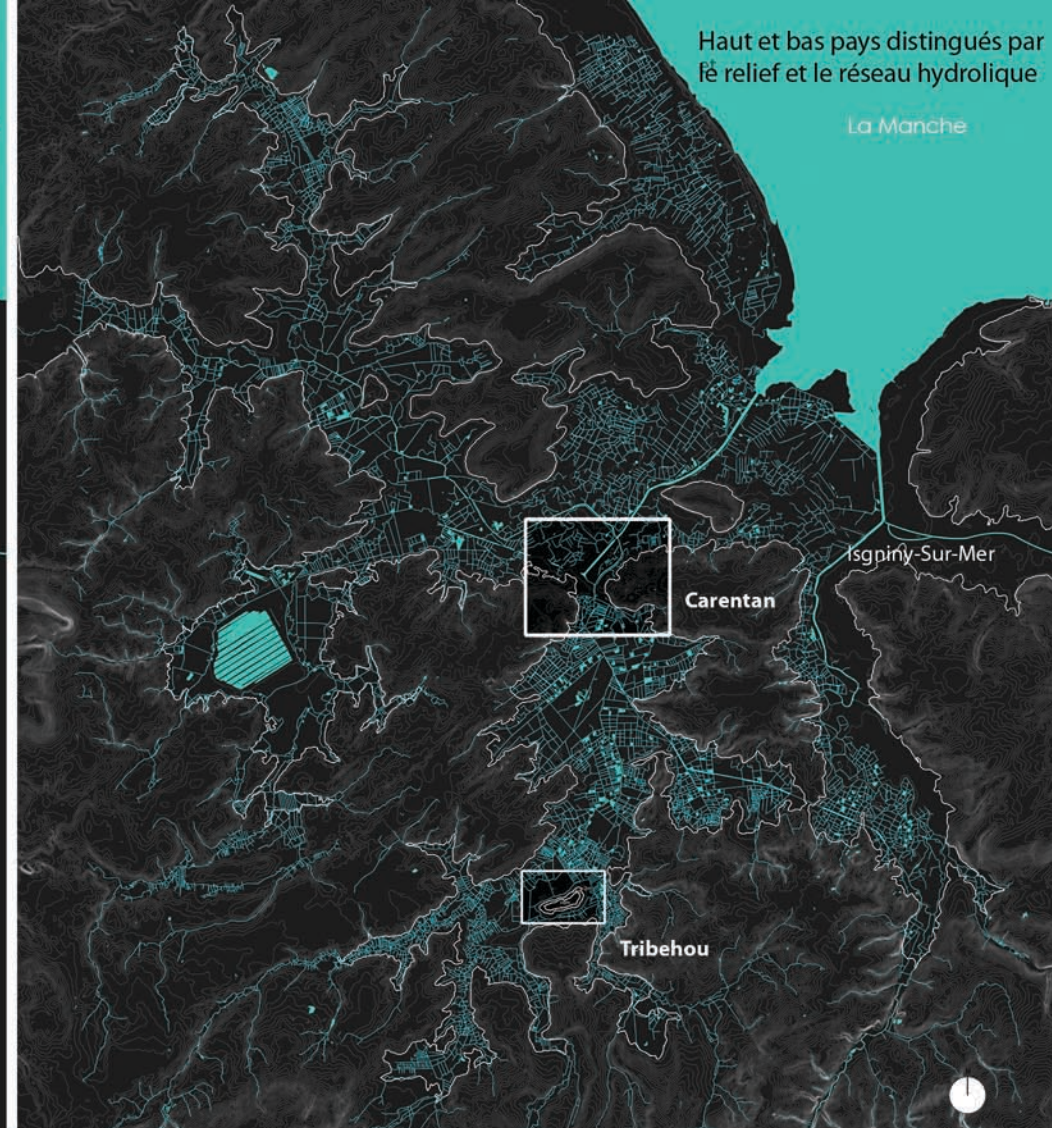 Haut et bas pays distingués par
le relief et le réseau hydrolique
La Manche
Isgniny-Sur-Mer
Carentan
Tribehou